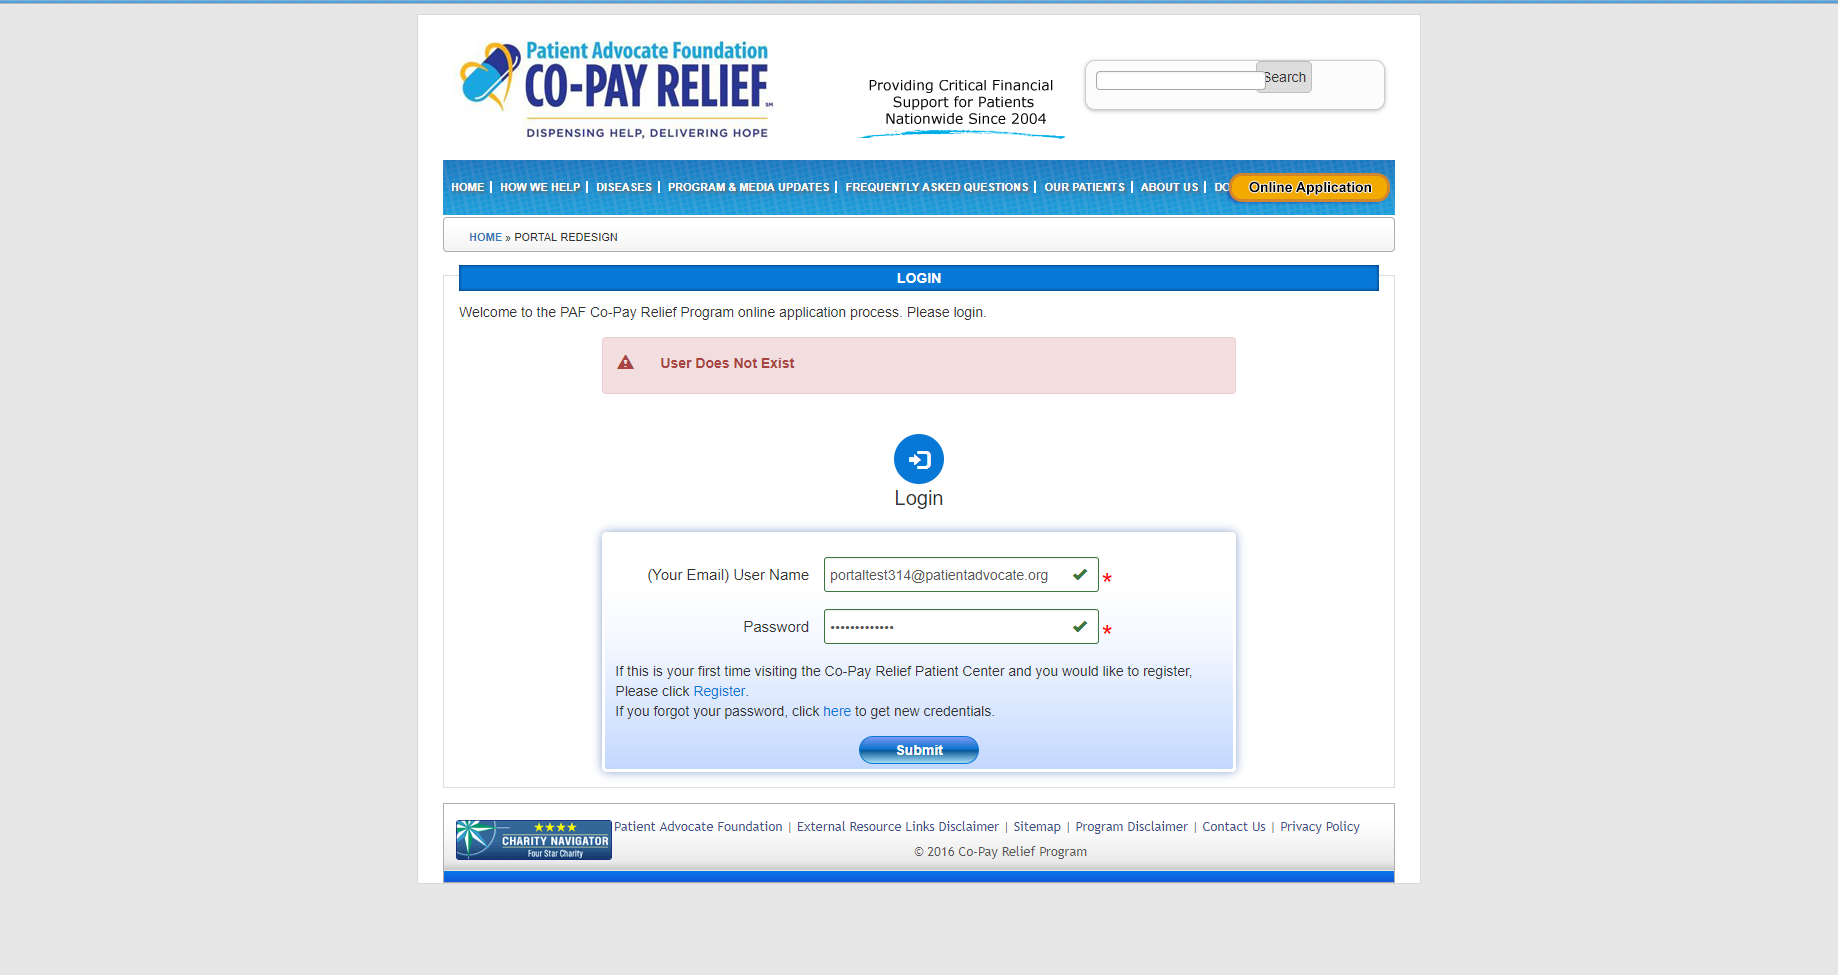 Patient Advocate Foundation
CO-PAY RELIEF
SM
DISPENSING HELP, DELIVERING HOPE
Providing Critical Financial
Support for Patients
Nationwide Since 2004
Search
HOME | HOW WE HELP | DISEASES | PROGRAM & MEDIA UPDATES | FREQUENTLY ASKED QUESTIONS | OUR PATIENTS | ABOUT US | DO
Online Application
HOME » PORTAL REDESIGN
LOGIN
Welcome to the PAF Co-Pay Relief Program online application process. Please login.
User Does Not Exist
Login
(Your Email) User Name portaltest314@patientadvocate.org *
Password ••••••••••••• *
If this is your first time visiting the Co-Pay Relief Patient Center and you would like to register,
Please click Register.
If you forgot your password, click here to get new credentials.
Submit
CHARITY NAVIGATOR
Four Star Charity
Patient Advocate Foundation | External Resource Links Disclaimer | Sitemap | Program Disclaimer | Contact Us | Privacy Policy
© 2016 Co-Pay Relief Program